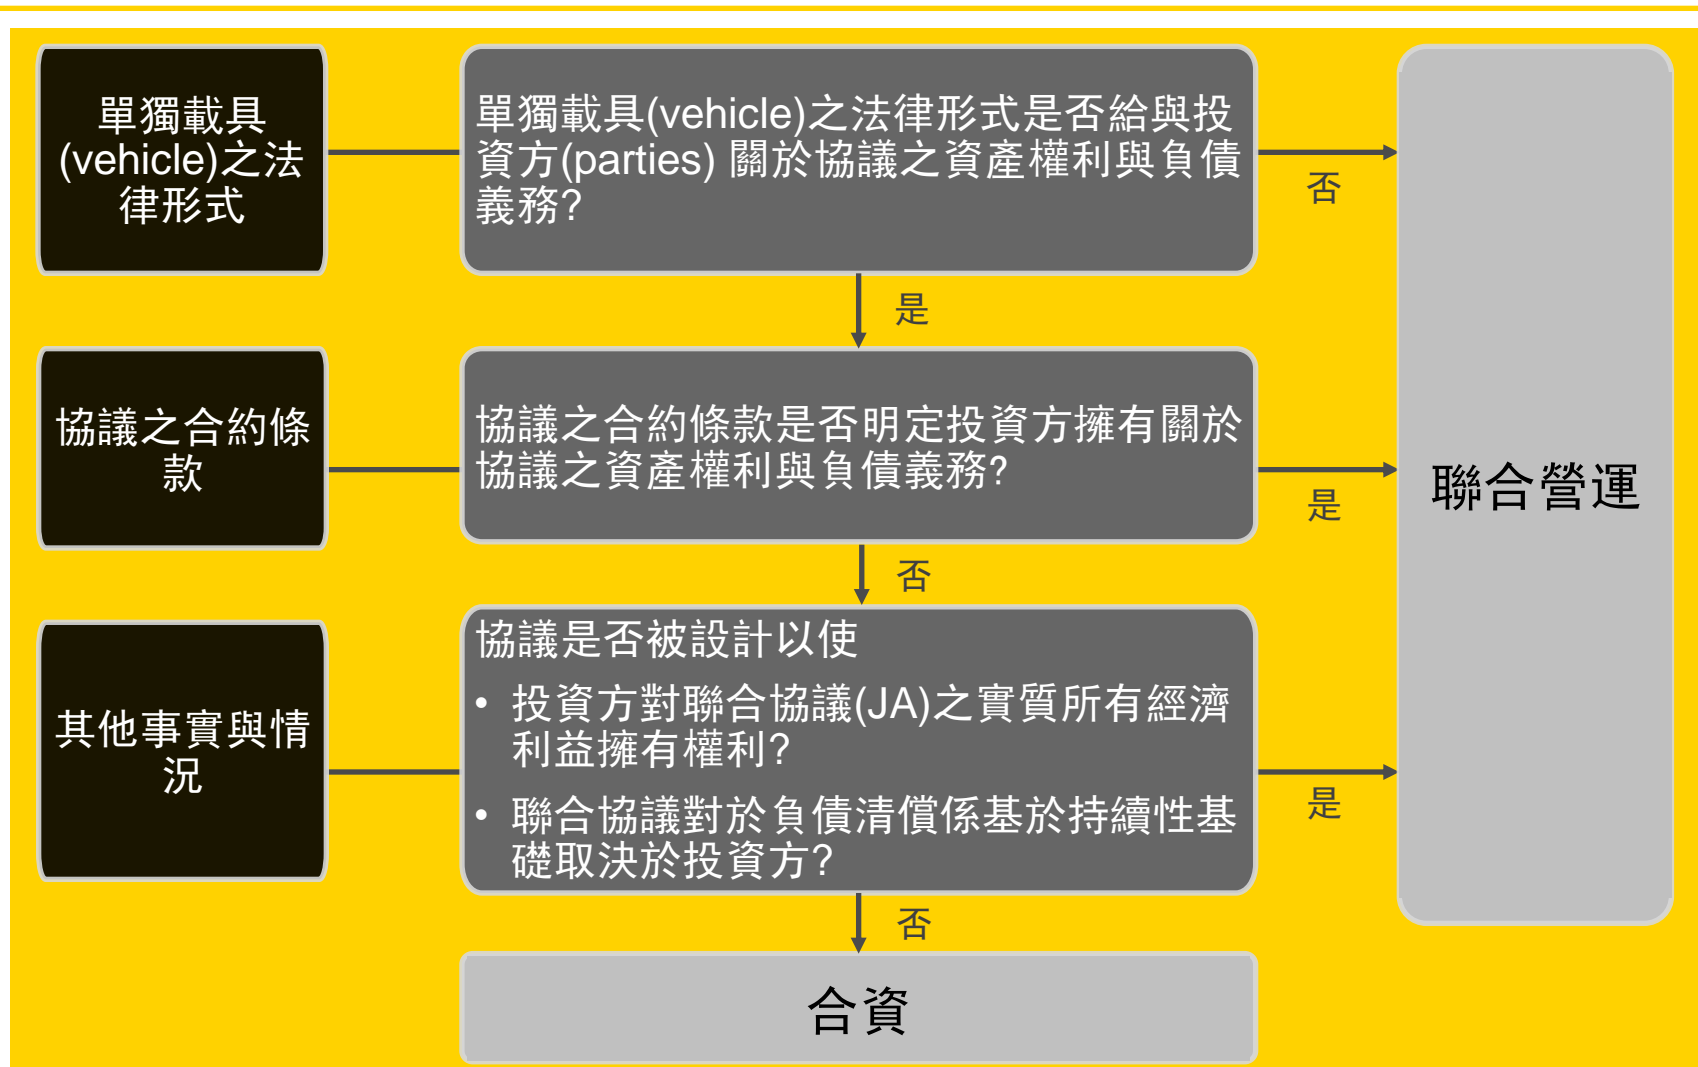 單獨載具
(vehicle)之法
律形式
單獨載具(vehicle)之法律形式是否給與投
資方(parties) 關於協議之資產權利與負債
義務?
否
是
協議之合約條
款
協議之合約條款是否明定投資方擁有關於
協議之資產權利與負債義務?
是
聯合營運
否
其他事實與情
況
協議是否被設計以使
• 投資方對聯合協議(JA)之實質所有經濟
利益擁有權利?
• 聯合協議對於負債清償係基於持續性基
礎取決於投資方?
是
否
合資